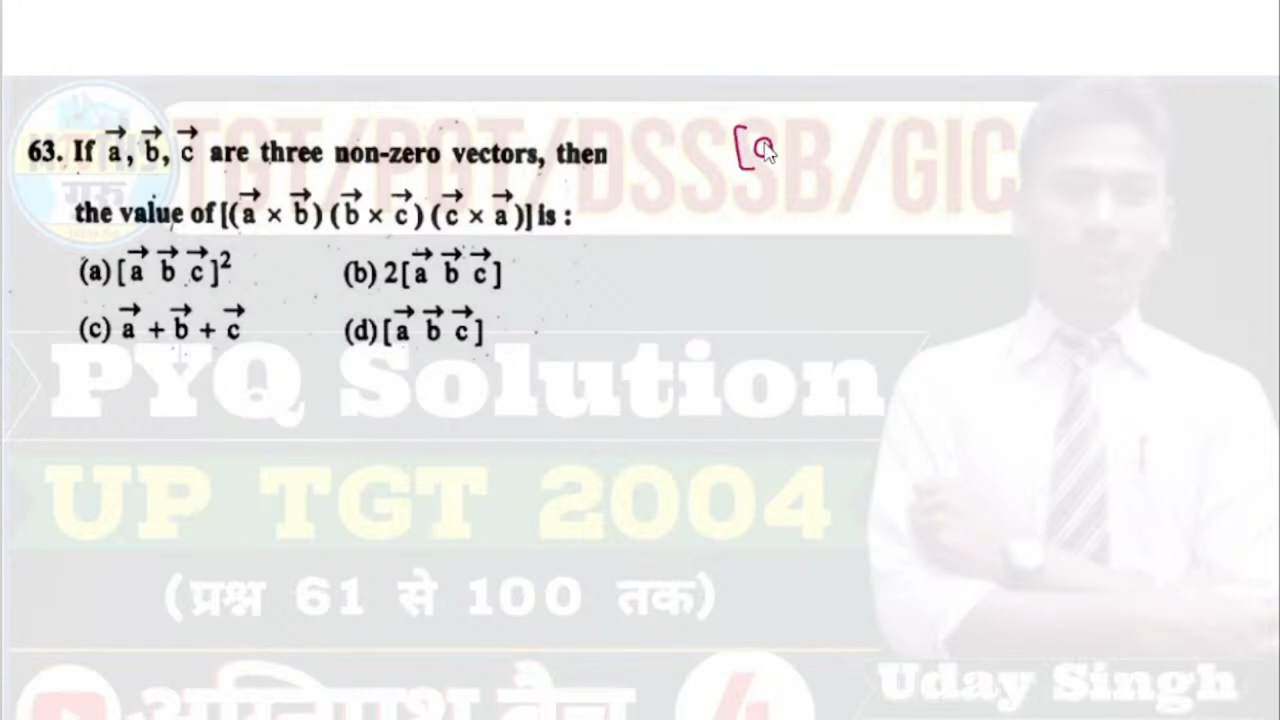 63. If a⃗, b⃗, c⃗ are three non-zero vectors, then
the value of [(a⃗ × b⃗) (b⃗ × c⃗) (c⃗ × a⃗)] is :
(a) [a⃗ b⃗ c⃗]² (b) 2[a⃗ b⃗ c⃗]
(c) a⃗ + b⃗ + c⃗ (d) [a⃗ b⃗ c⃗]
TGT/PGT/DSSSB/GIC
गुरु
PYQ Solution
UP TGT 2004
(प्रश्न 61 से 100 तक)
Uday Singh